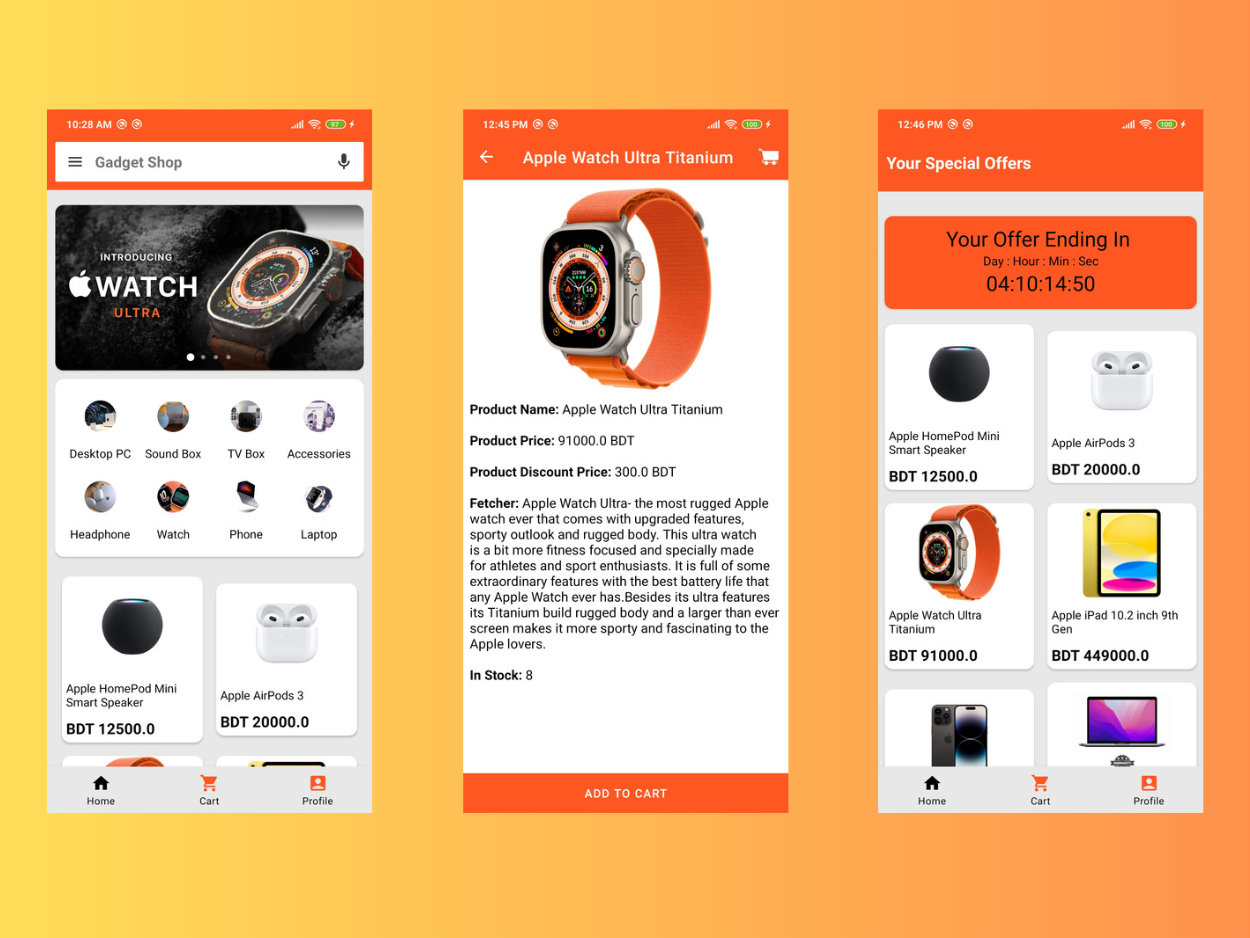 10:28 AM
97
Gadget Shop
INTRODUCING
WATCH
ULTRA
Desktop PC
Sound Box
TV Box
Accessories
Headphone
Watch
Phone
Laptop
Apple HomePod Mini
Smart Speaker
BDT 12500.0
Apple AirPods 3
BDT 20000.0
Home
Cart
Profile
12:45 PM
100
Apple Watch Ultra Titanium
Product Name: Apple Watch Ultra Titanium
Product Price: 91000.0 BDT
Product Discount Price: 300.0 BDT
Fetcher: Apple Watch Ultra- the most rugged Apple
watch ever that comes with upgraded features,
sporty outlook and rugged body. This ultra watch
is a bit more fitness focused and specially made
for athletes and sport enthusiasts. It is full of some
extraordinary features with the best battery life that
any Apple Watch ever has.Besides its ultra features
its Titanium build rugged body and a larger than ever
screen makes it more sporty and fascinating to the
Apple lovers.
In Stock: 8
ADD TO CART
12:46 PM
100
Your Special Offers
Your Offer Ending In
Day : Hour : Min : Sec
04:10:14:50
Apple HomePod Mini
Smart Speaker
BDT 12500.0
Apple AirPods 3
BDT 20000.0
Apple Watch Ultra
Titanium
BDT 91000.0
Apple iPad 10.2 inch 9th
Gen
BDT 449000.0
Home
Cart
Profile